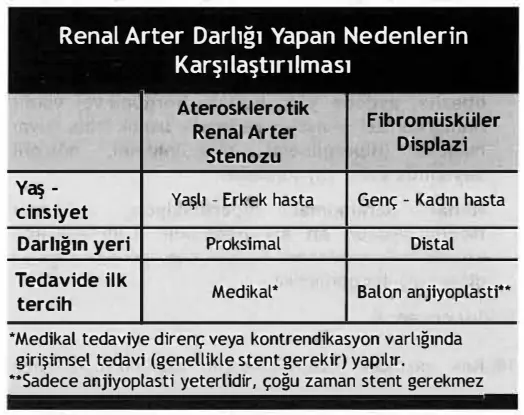 Renal Arter Darlığı Yapan Nedenlerin
Karşılaştırılması
Aterosklerotik
Renal Arter
Stenozu
Fibromüsküler
Displazi
Yaş -
cinsiyet
Yaşlı - Erkek hasta
Genç - Kadın hasta
Darlığın yeri
Proksimal
Distal
Tedavide ilk
tercih
Medikal*
Balon anjiyoplasti**
*Medikal tedaviye direnç veya kontrendikasyon varlığında
girişimsel tedavi (genellikle stent gerekir) yapılır.
**Sadece anjiyoplasti yeterlidir, çoğu zaman stent gerekmez